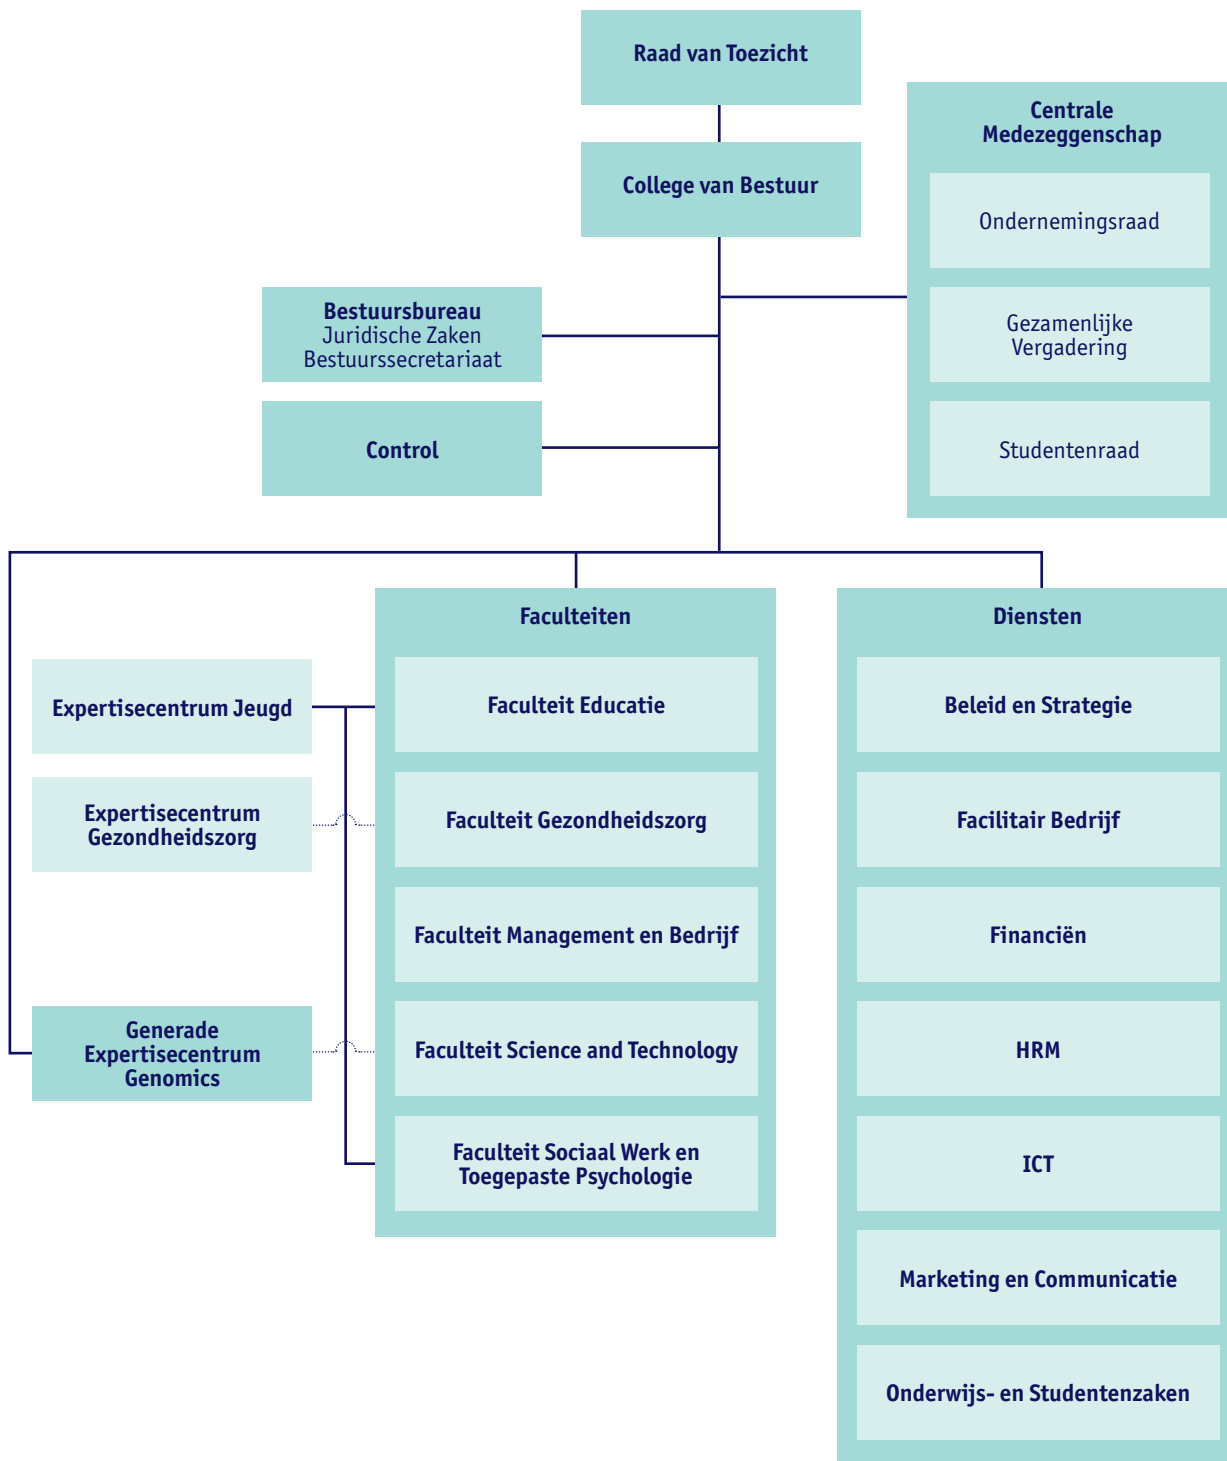 Raad van Toezicht
College van Bestuur
Centrale
Medezeggenschap
Ondernemingsraad
Gezamenlijke
Vergadering
Studentenraad
Bestuursbureau
Juridische Zaken
Bestuurssecretariaat
Control
Expertisecentrum Jeugd
Expertisecentrum
Gezondheidszorg
Generade
Expertisecentrum
Genomics
Faculteiten
Faculteit Educatie
Faculteit Gezondheidszorg
Faculteit Management en Bedrijf
Faculteit Science and Technology
Faculteit Sociaal Werk en
Toegepaste Psychologie
Diensten
Beleid en Strategie
Facilitair Bedrijf
Financiën
HRM
ICT
Marketing en Communicatie
Onderwijs- en Studentenzaken